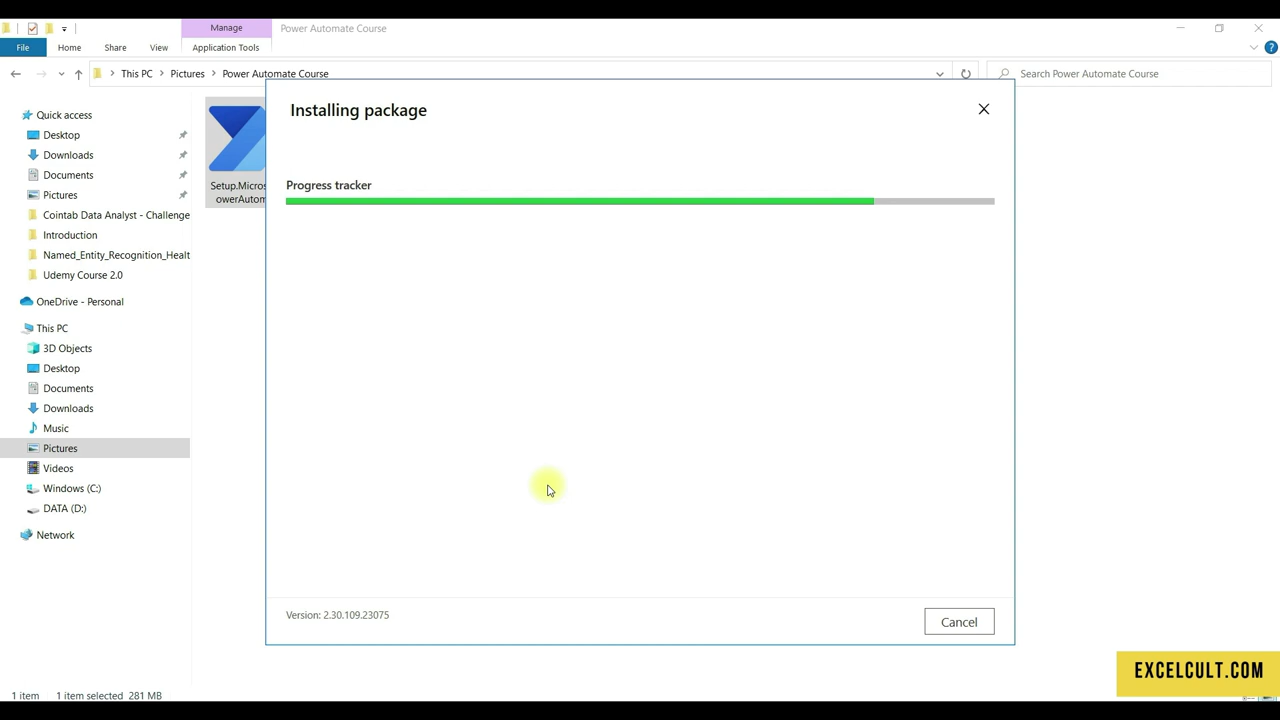 Manage
Power Automate Course
File
Home
Share
View
Application Tools
This PC
Pictures
Power Automate Course
Search Power Automate Course
Quick access
Desktop
Downloads
Documents
Pictures
Cointab Data Analyst - Challenge
Introduction
Named_Entity_Recognition_Healt
Udemy Course 2.0
OneDrive - Personal
This PC
3D Objects
Desktop
Documents
Downloads
Music
Pictures
Videos
Windows (C:)
DATA (D:)
Network
Setup.Micros
owerAutom
Installing package
Progress tracker
Version: 2.30.109.23075
Cancel
EXCELCULT.COM
1 item
1 item selected 281 MB